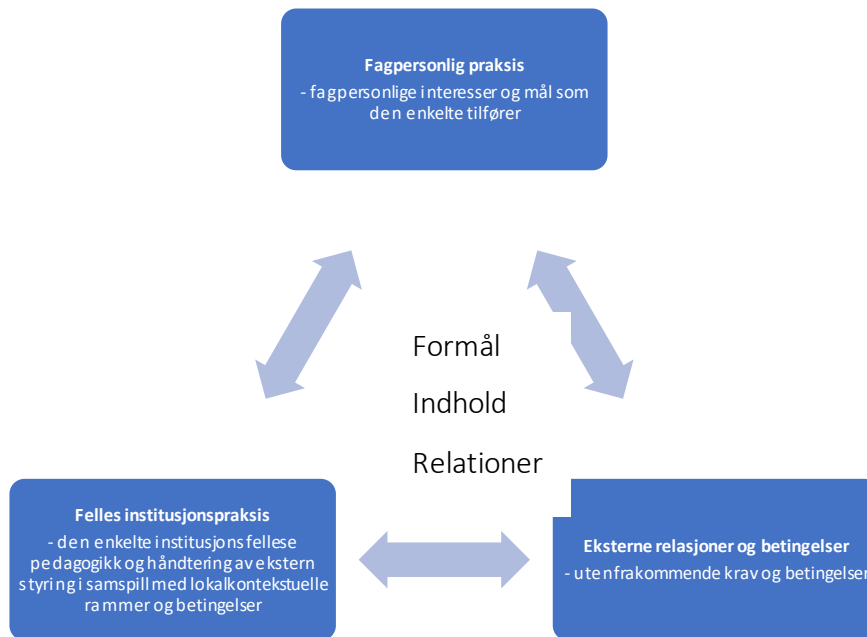 Fagpersonlig praksis
- fagpersonlige interesser og mål som
den enkelte tilfører
Formål
Indhold
Relationer
Felles institusjonspraksis
- den enkelte institusjons fellese
pedagogikk og håndtering av ekstern
styring i samspill med lokalkontekstuelle
rammer og betingelser
Eksterne relasjoner og betingelser
- utenfrakommende krav og betingelser